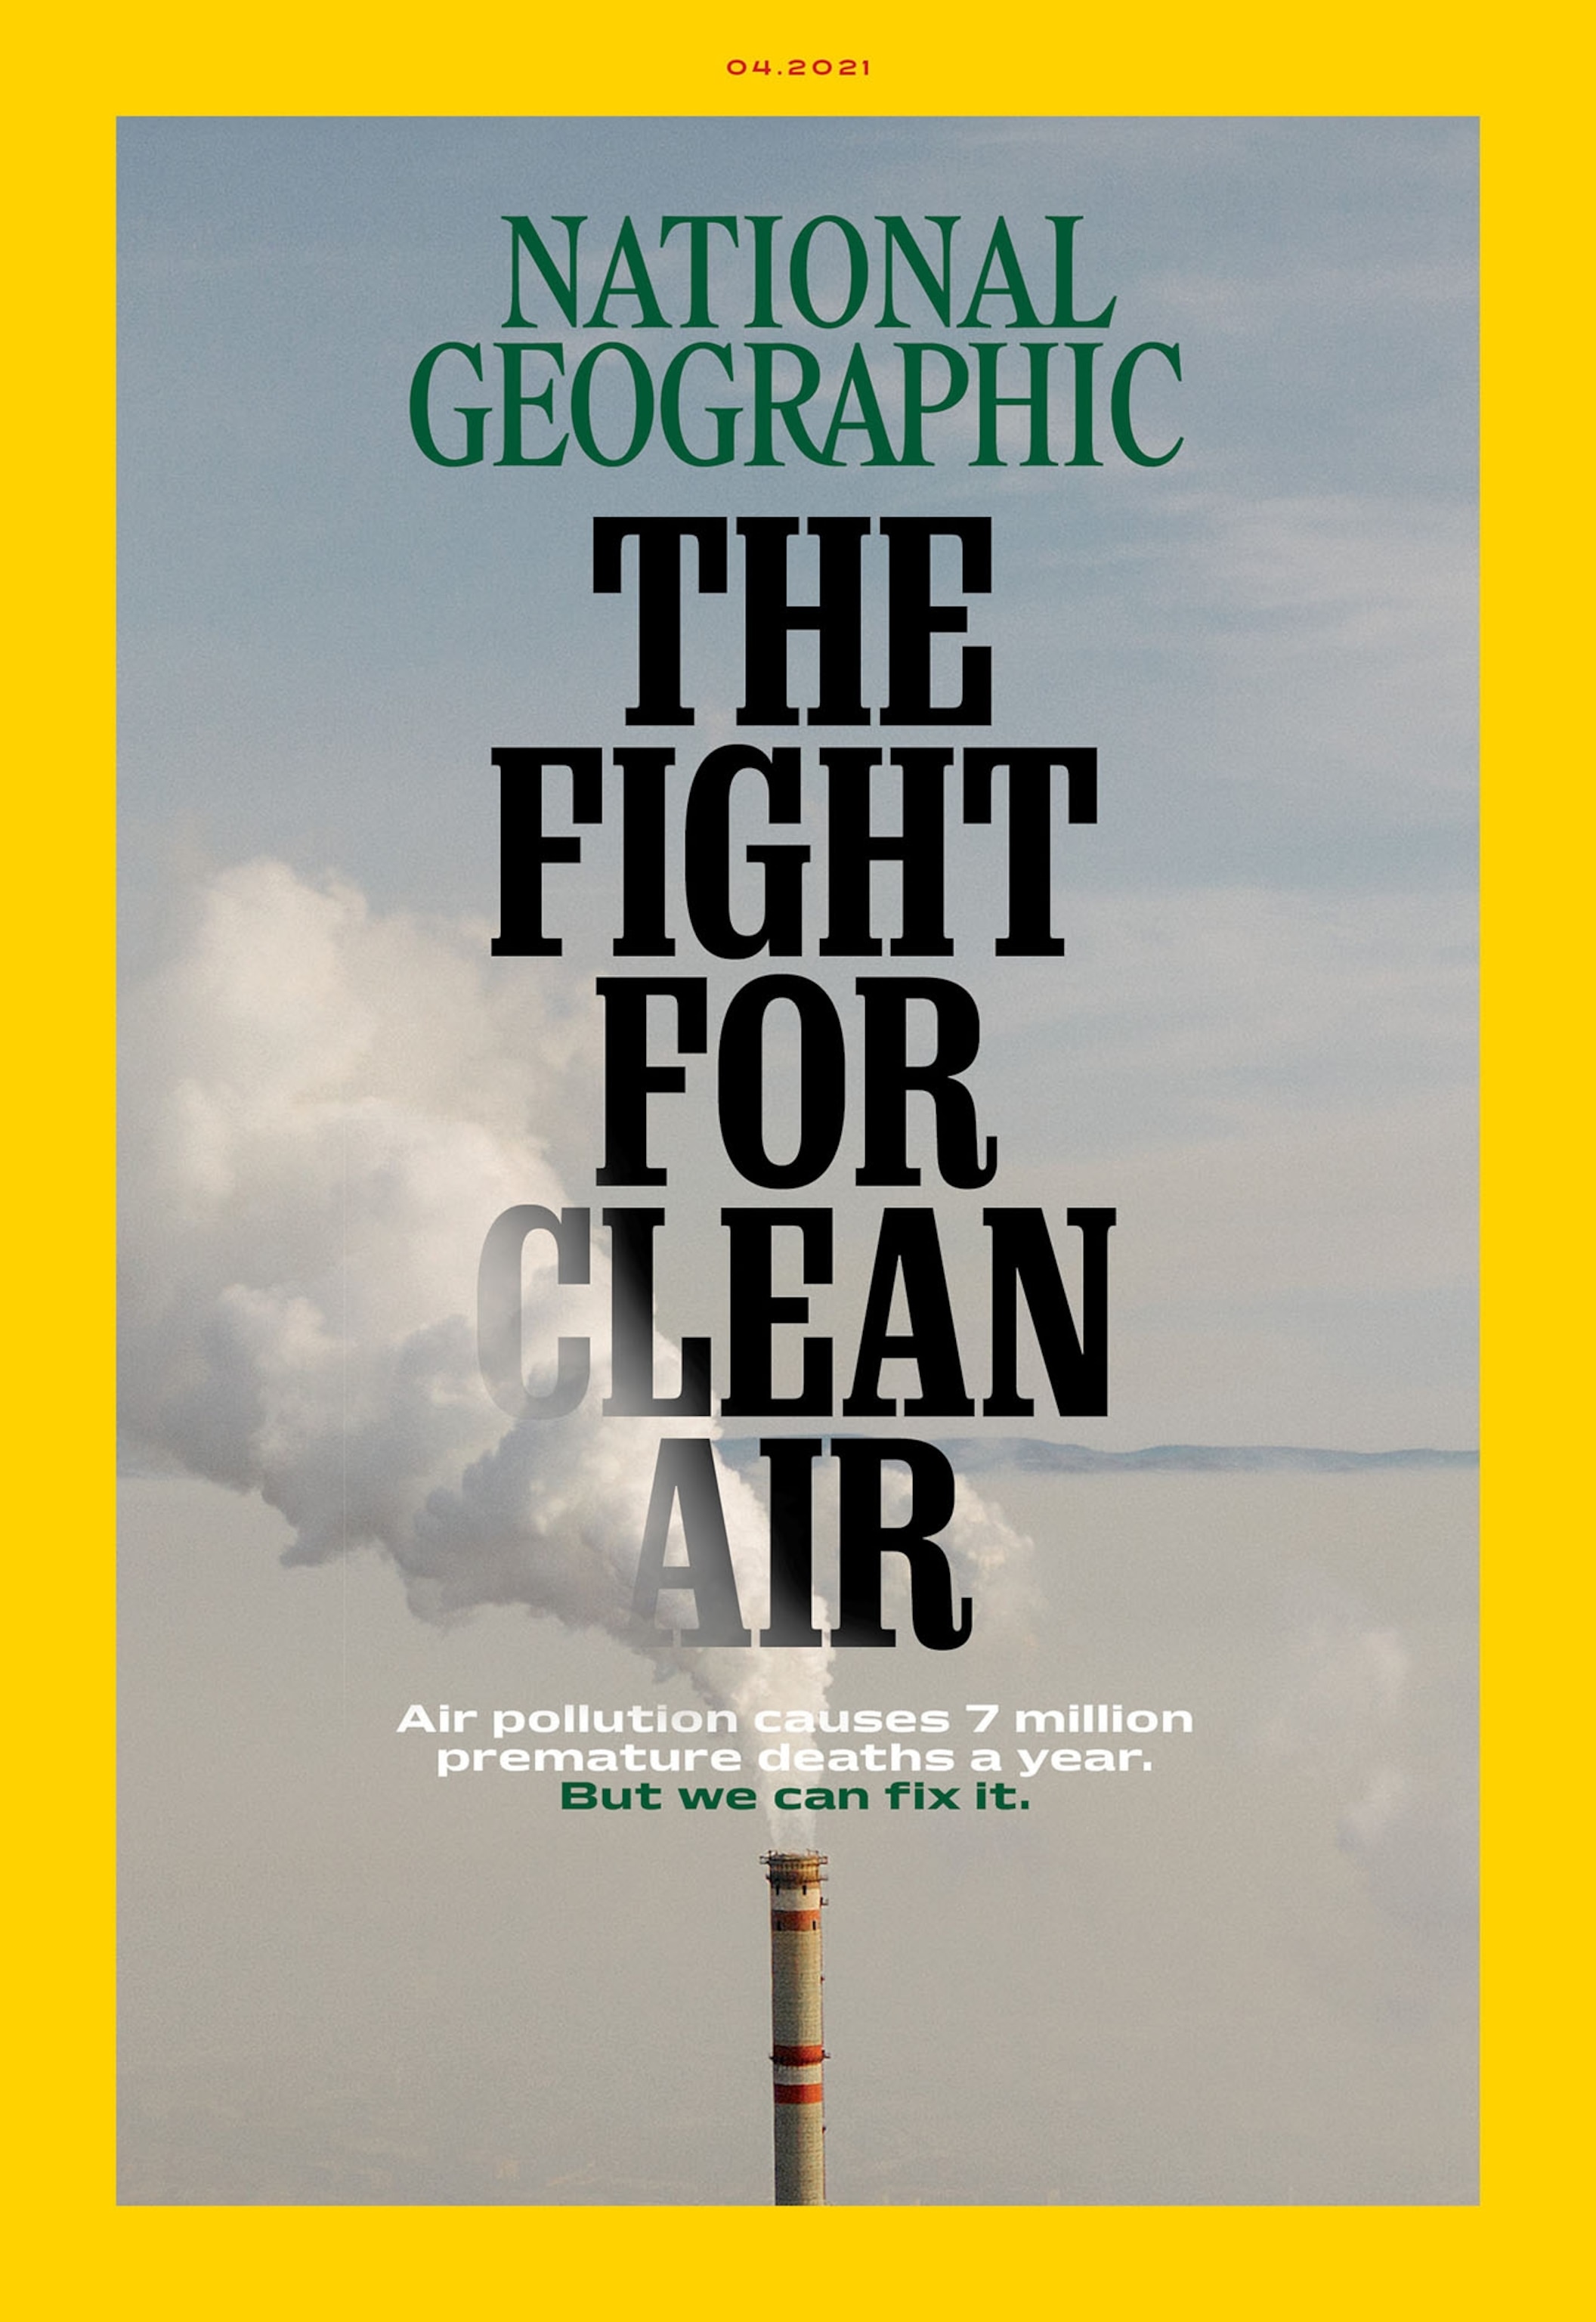 04.2021
NATIONAL
GEOGRAPHIC
THE
FIGHT
FOR
CLEAN
AIR
Air pollution causes 7 million
premature deaths a year.
But we can fix it.